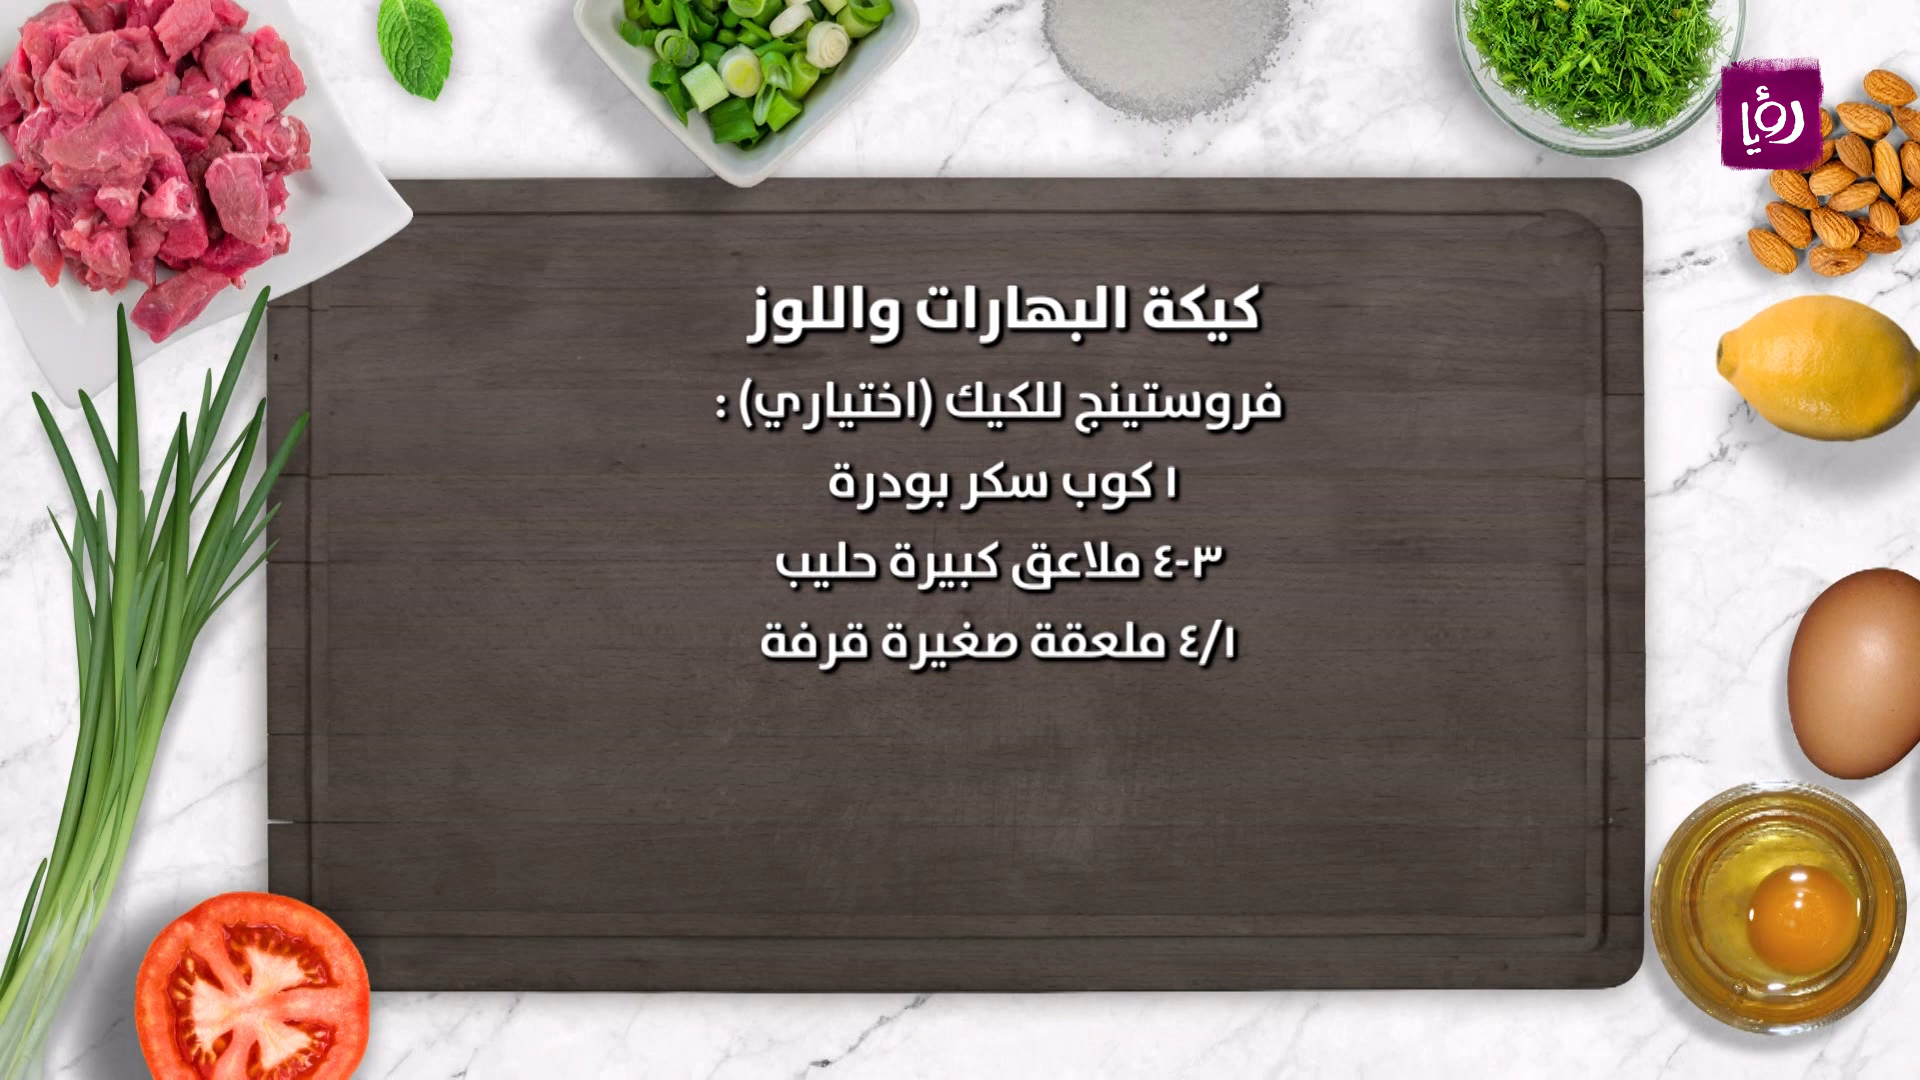 رؤيا
كيكة البهارات واللوز
فروستينج للكيك (اختياري) :
١ كوب سكر بودرة
٣-٤ ملاعق كبيرة حليب
٤/١ ملعقة صغيرة قرفة